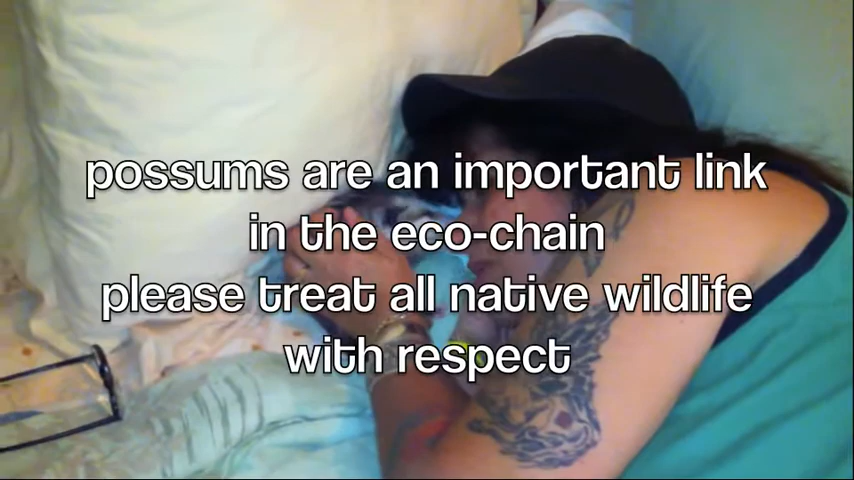 possums are an important link
in the eco-chain
please treat all native wildlife
with respect